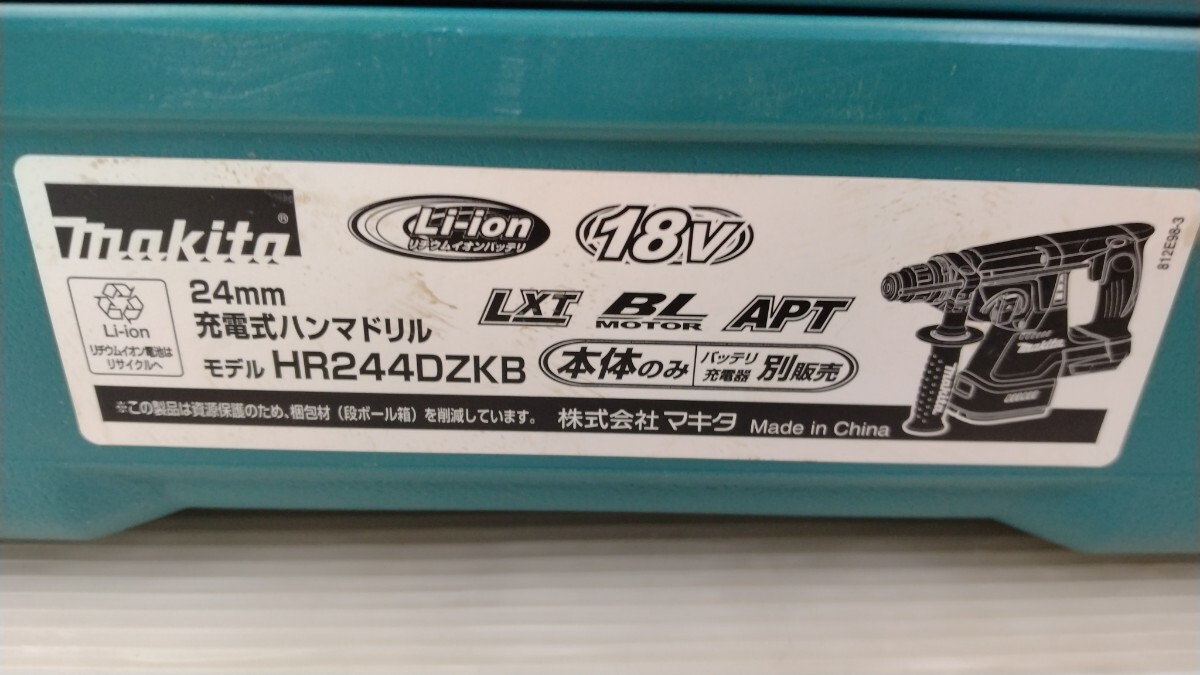 makita®
Li-ion
リチウムイオンバッテリ
18V
Li-ion
リチウムイオン電池は
リサイクルへ
24mm
充電式ハンマドリル
モデル HR244DZKB
LXT BL MOTOR APT
本体のみ バッテリ 充電器 別販売
※この製品は資源保護のため、梱包材（段ボール箱）を削減しています。 株式会社 マキタ Made in China
812E98-3
makita
makita